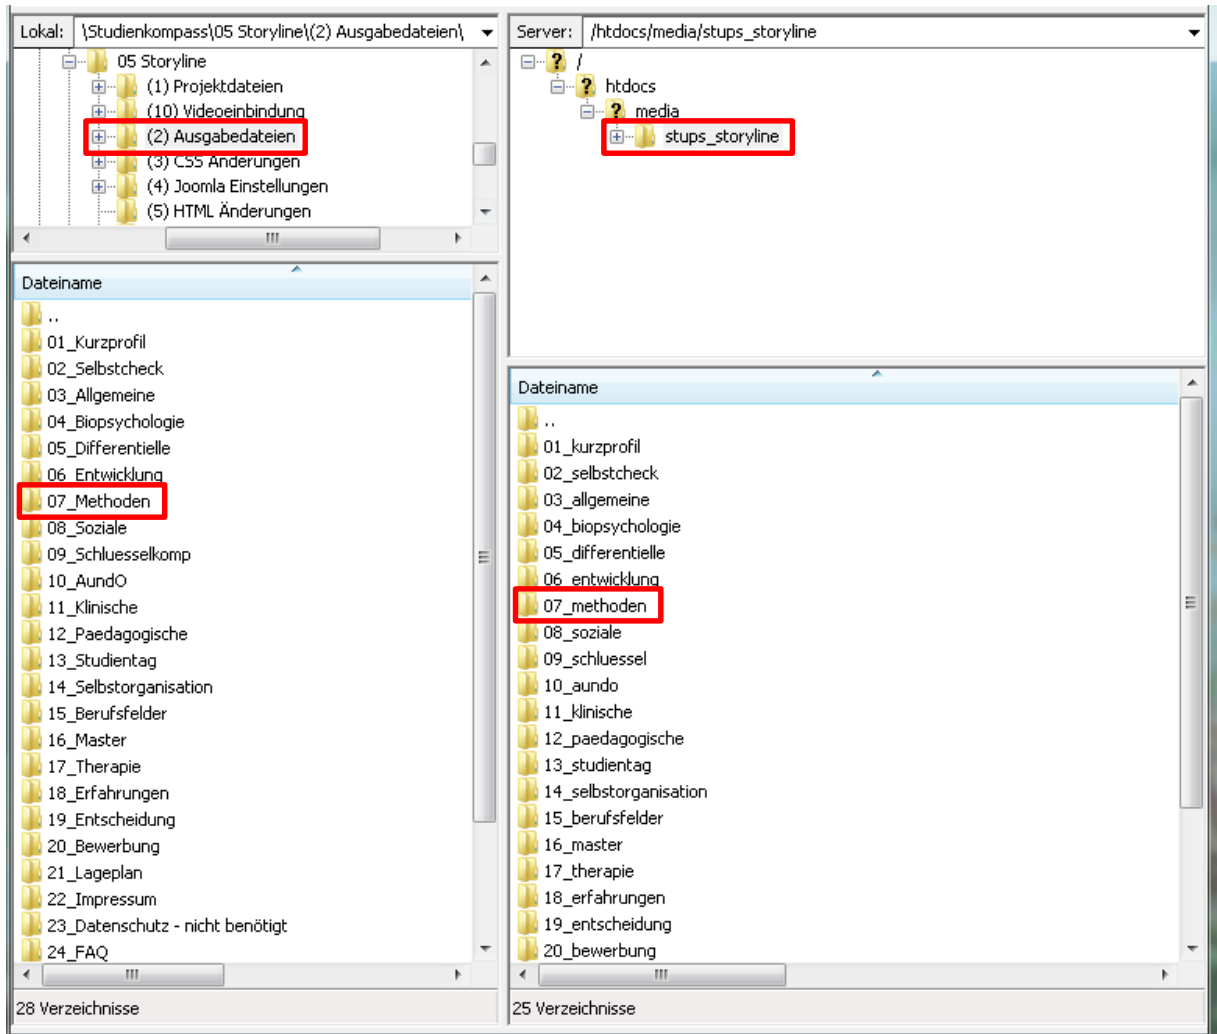 Lokal: \Studienkompass\05 Storyline\(2) Ausgabedateien\
05 Storyline
(1) Projektdateien
(10) Videoeinbindung
(2) Ausgabedateien
(3) CSS Änderungen
(4) Joomla Einstellungen
(5) HTML Änderungen
Dateiname
..
01_Kurzprofil
02_Selbstcheck
03_Allgemeine
04_Biopsychologie
05_Differentielle
06_Entwicklung
07_Methoden
08_Soziale
09_Schluesselkomp
10_AundO
11_Klinische
12_Paedagogische
13_Studientag
14_Selbstorganisation
15_Berufsfelder
16_Master
17_Therapie
18_Erfahrungen
19_Entscheidung
20_Bewerbung
21_Lageplan
22_Impressum
23_Datenschutz - nicht benötigt
24_FAQ
28 Verzeichnisse
Server: /htdocs/media/stups_storyline
/
htdocs
media
stups_storyline
Dateiname
..
01_kurzprofil
02_selbstcheck
03_allgemeine
04_biopsychologie
05_differentielle
06_entwicklung
07_methoden
08_soziale
09_schluessel
10_aundo
11_klinische
12_paedagogische
13_studientag
14_selbstorganisation
15_berufsfelder
16_master
17_therapie
18_erfahrungen
19_entscheidung
20_bewerbung
25 Verzeichnisse